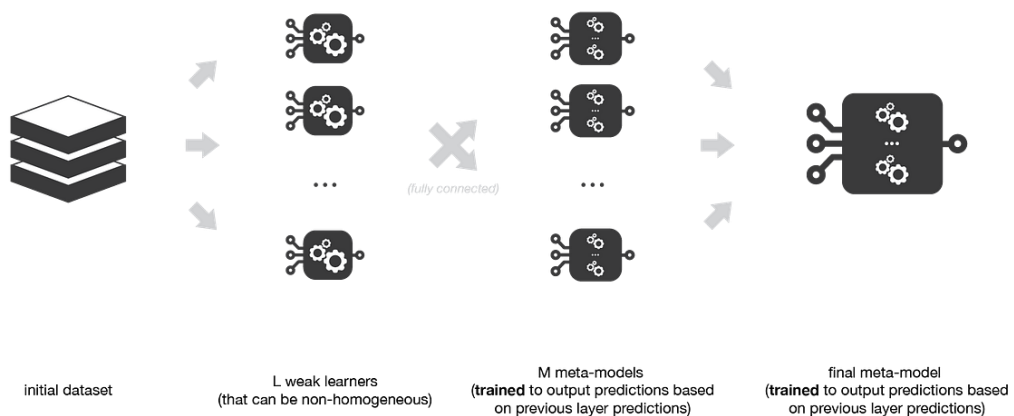 (fully connected)
initial dataset
L weak learners
(that can be non-homogeneous)
M meta-models
(trained to output predictions based
on previous layer predictions)
final meta-model
(trained to output predictions based
on previous layer predictions)